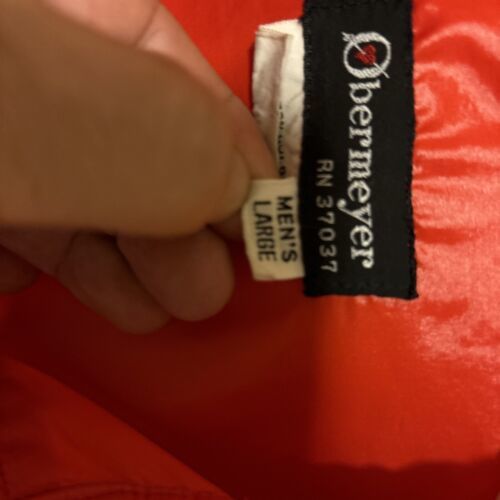 Obermeyer
RN 37037
MEN'S
LARGE